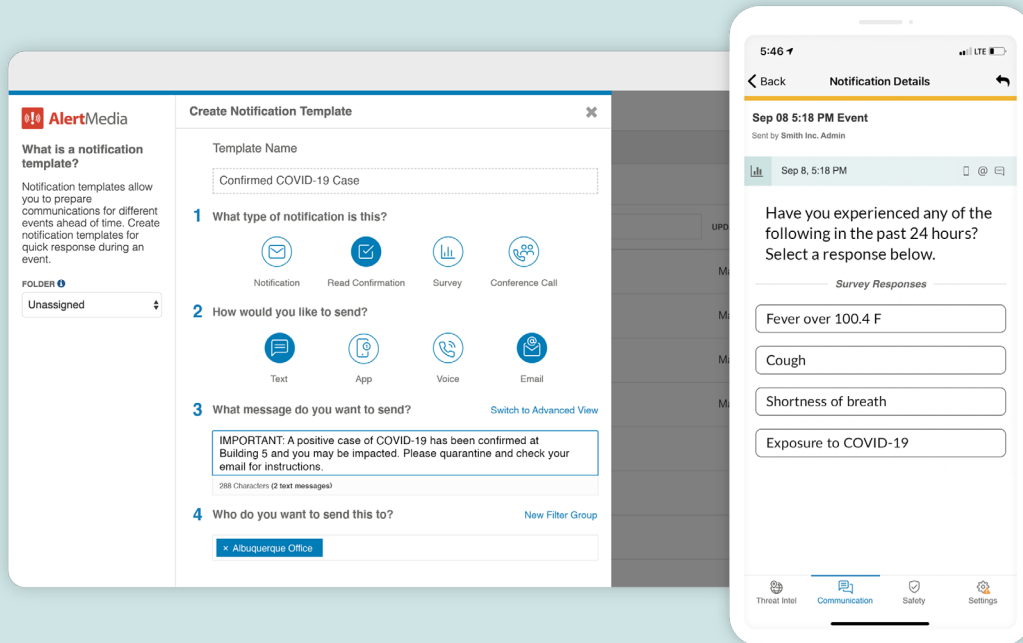 AlertMedia
What is a notification
template?
Notification templates allow
you to prepare
communications for different
events ahead of time. Create
notification templates for
quick response during an
event.
FOLDER
Unassigned
Create Notification Template
Template Name
Confirmed COVID-19 Case
1 What type of notification is this?
Notification
Read Confirmation
Survey
Conference Call
2 How would you like to send?
Text
App
Voice
Email
3 What message do you want to send?
Switch to Advanced View
IMPORTANT: A positive case of COVID-19 has been confirmed at
Building 5 and you may be impacted. Please quarantine and check your
email for instructions.
288 Characters (2 text messages)
4 Who do you want to send this to?
New Filter Group
× Albuquerque Office
UPD
Ma
Ma
Ma
Ma
5:46
LTE
Back
Notification Details
Sep 08 5:18 PM Event
Sent by Smith Inc. Admin
Sep 8, 5:18 PM
Have you experienced any of the
following in the past 24 hours?
Select a response below.
Survey Responses
Fever over 100.4 F
Cough
Shortness of breath
Exposure to COVID-19
Threat Intel
Communication
Safety
Settings